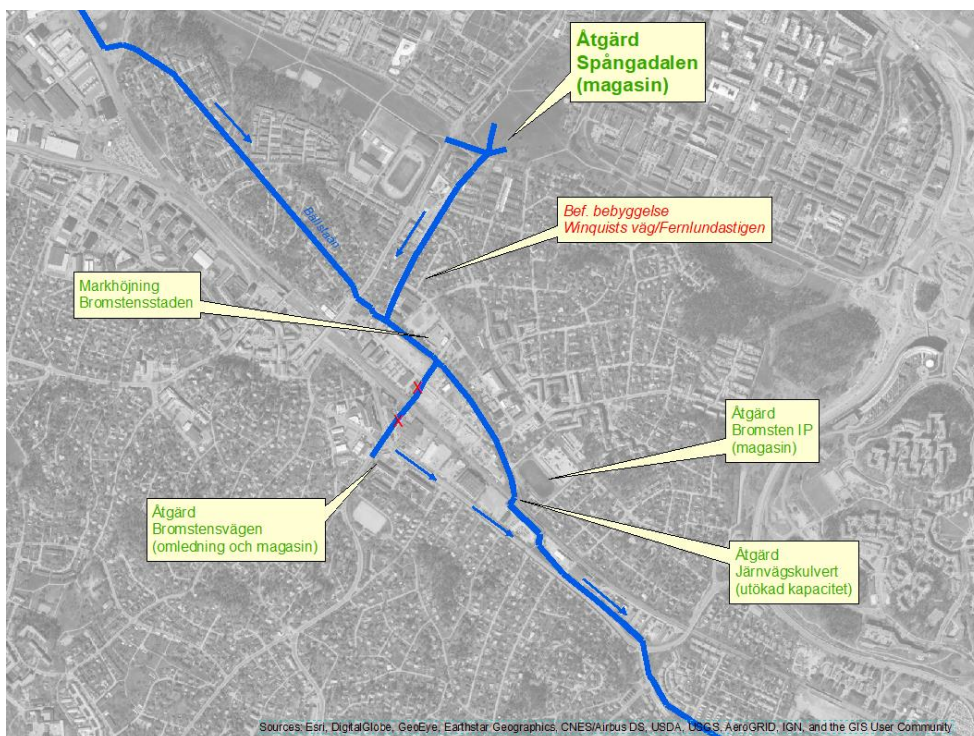 Åtgärd
Spångadalen
(magasin)
Bef. bebyggelse
Winquists väg/Fernlundastigen
Bällstaån
Markhöjning
Bromstensstaden
Åtgärd
Bromsten IP
(magasin)
Åtgärd
Bromstensvägen
(omledning och magasin)
Åtgärd
Järnvägskulvert
(utökad kapacitet)
Sources: Esri, DigitalGlobe, GeoEye, Earthstar Geographics, CNES/Airbus DS, USDA, USGS, AeroGRID, IGN, and the GIS User Community